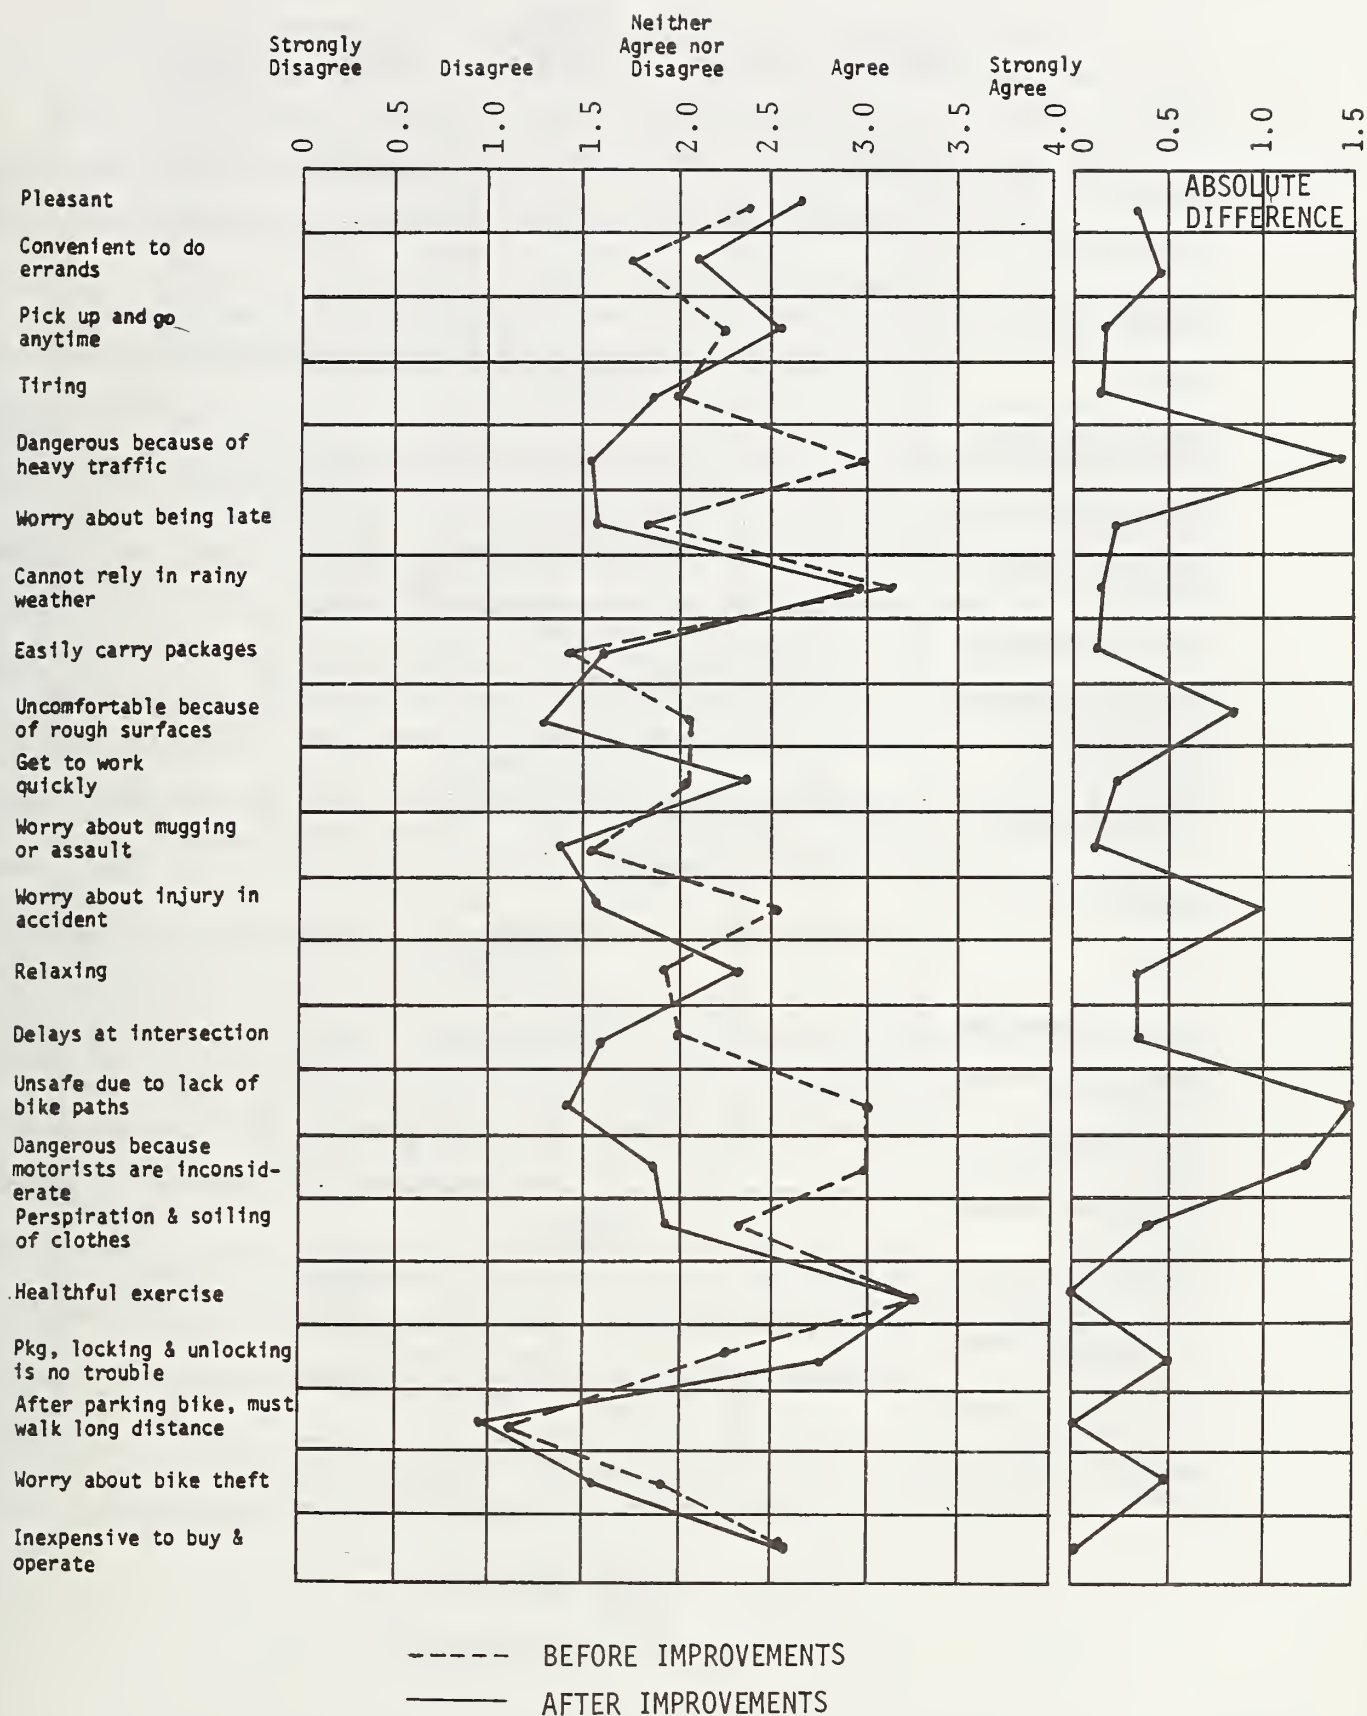 Strongly
Disagree
Disagree
Neither
Agree nor
Disagree
Agree
Strongly
Agree
0
0.5
1.0
1.5
2.0
2.5
3.0
3.5
4.0
0
0.5
1.0
1.5
ABSOLUTE
DIFFERENCE
Pleasant
Convenient to do
errands
Pick up and go
anytime
Tiring
Dangerous because of
heavy traffic
Worry about being late
Cannot rely in rainy
weather
Easily carry packages
Uncomfortable because
of rough surfaces
Get to work
quickly
Worry about mugging
or assault
Worry about injury in
accident
Relaxing
Delays at intersection
Unsafe due to lack of
bike paths
Dangerous because
motorists are inconsid-
erate
Perspiration & soiling
of clothes
Healthful exercise
Pkg, locking & unlocking
is no trouble
After parking bike, must
walk long distance
Worry about bike theft
Inexpensive to buy &
operate
BEFORE IMPROVEMENTS
AFTER IMPROVEMENTS